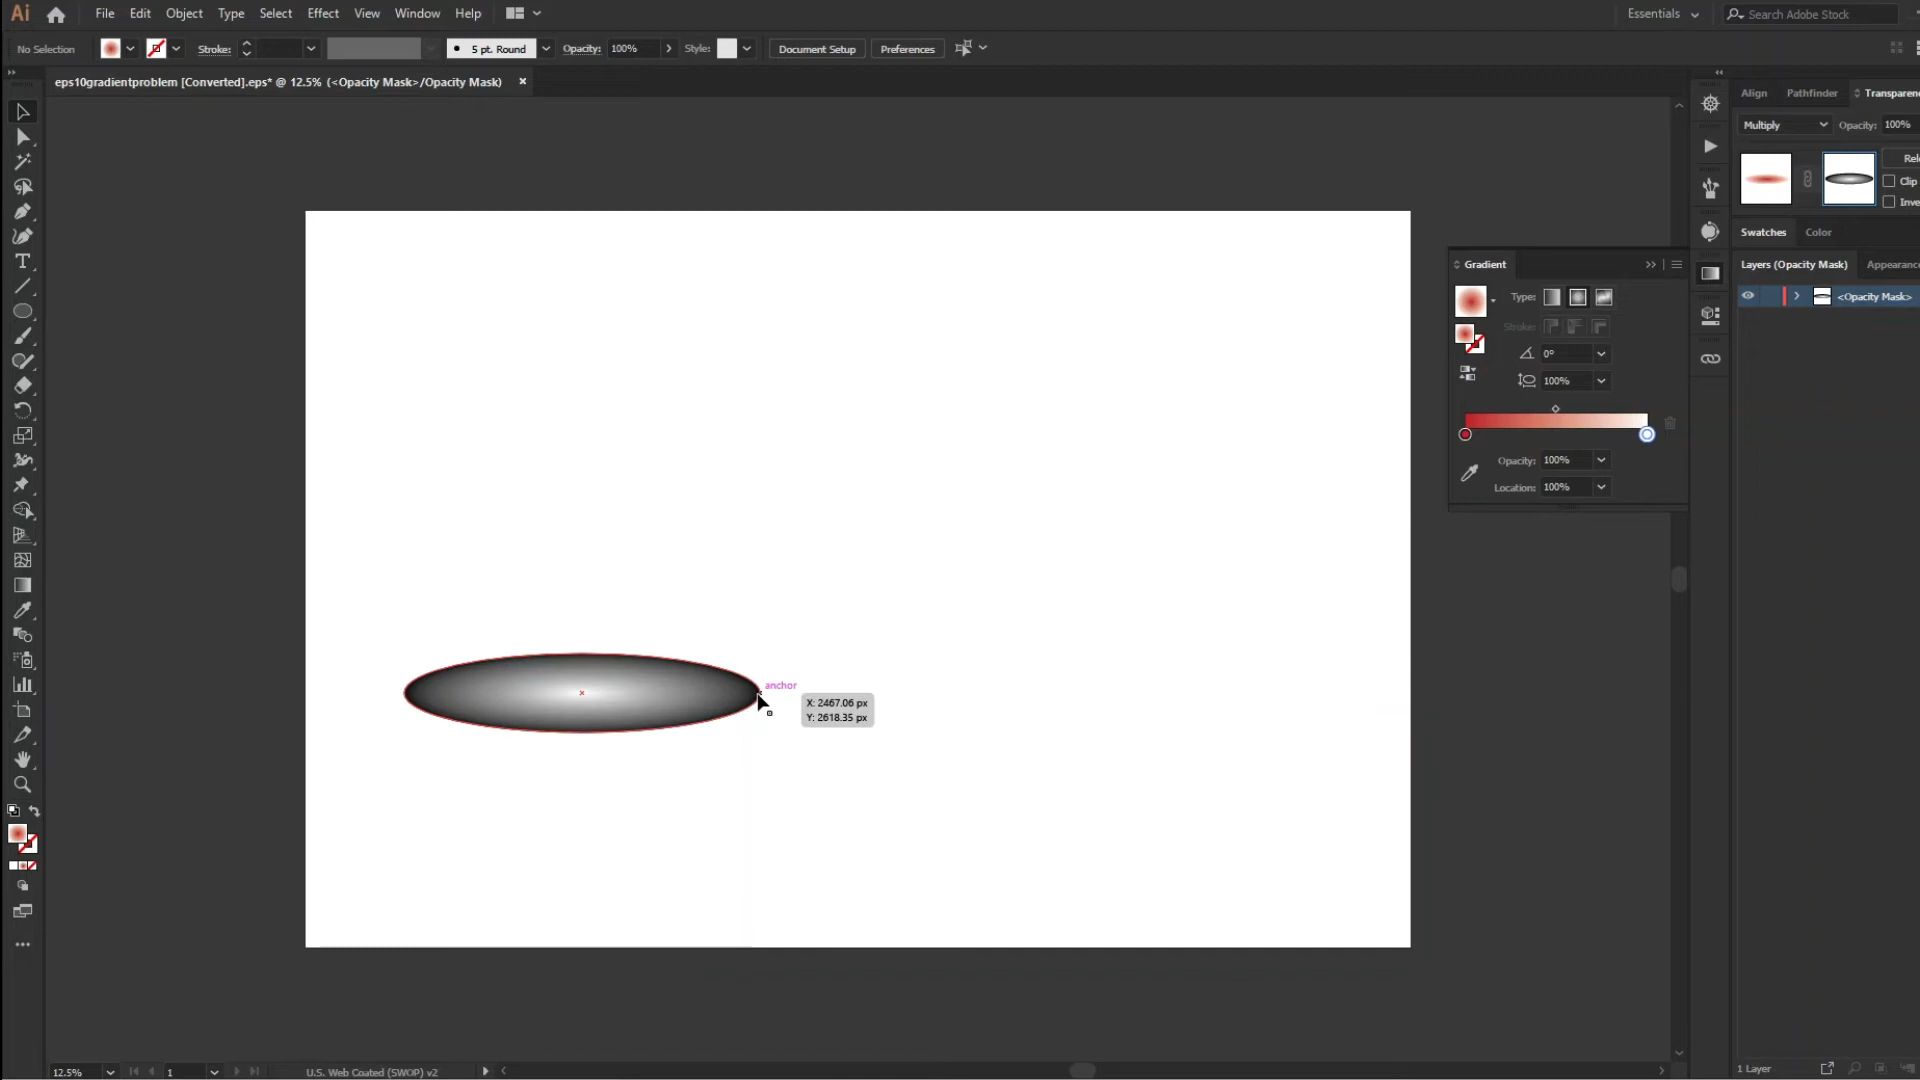 Ai File Edit Object Type Select Effect View Window Help Essentials Search Adobe Stock
No Selection Stroke: 5 pt. Round Opacity: 100% Style: Document Setup Preferences
eps10gradientproblem [Converted].eps* @ 12.5% (<Opacity Mask>/Opacity Mask) ×
Align Pathfinder Transparen
Multiply Opacity: 100%
Rel
Clip
Inve
Swatches Color
Layers (Opacity Mask) Appearance
<Opacity Mask>
Gradient
Type:
Stroke:
0°
100%
Opacity: 100%
Location: 100%
anchor
X: 2467.06 px
Y: 2618.35 px
12.5% 1 U.S. Web Coated (SWOP) v2 1 Layer